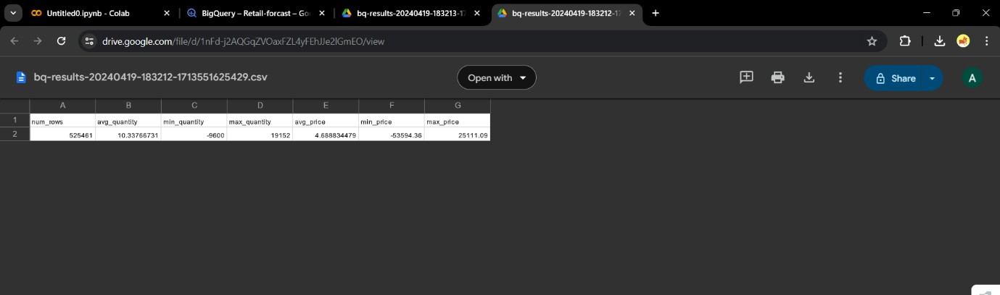 Untitled0.ipynb - Colab
BigQuery – Retail-forcast – Go
bq-results-20240419-183213-17
bq-results-20240419-183212-17
drive.google.com/file/d/1nFd-j2AQGqZVOaxFZL4yFEhJJe2lGmEO/view
bq-results-20240419-183212-1713551625429.csv
Open with
Share
A
A B C D E F G
1 num_rows avg_quantity min_quantity max_quantity avg_price min_price max_price
2 525461 10.33766731 -9600 19152 4.688834479 -53594.36 25111.09